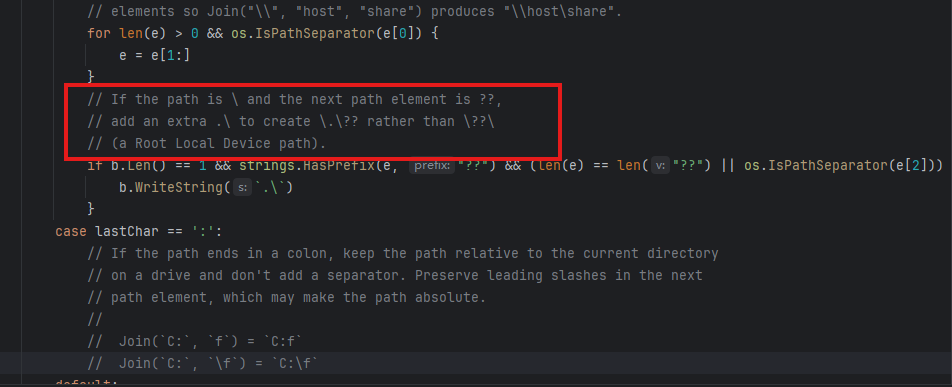 // elements so Join("\\", "host", "share") produces "\\host\share".
for len(e) > 0 && os.IsPathSeparator(e[0]) {
e = e[1:]
}
// If the path is \ and the next path element is ??,
// add an extra .\ to create \.\?? rather than \??\
// (a Root Local Device path).
if b.Len() == 1 && strings.HasPrefix(e, prefix: "??") && (len(e) == len( v: "??") || os.IsPathSeparator(e[2]))
b.WriteString( s: `.\`)
}
case lastChar == ':':
// If the path ends in a colon, keep the path relative to the current directory
// on a drive and don't add a separator. Preserve leading slashes in the next
// path element, which may make the path absolute.
//
// Join(`C:`, `f`) = `C:f`
// Join(`C:`, `\f`) = `C:\f`
default: